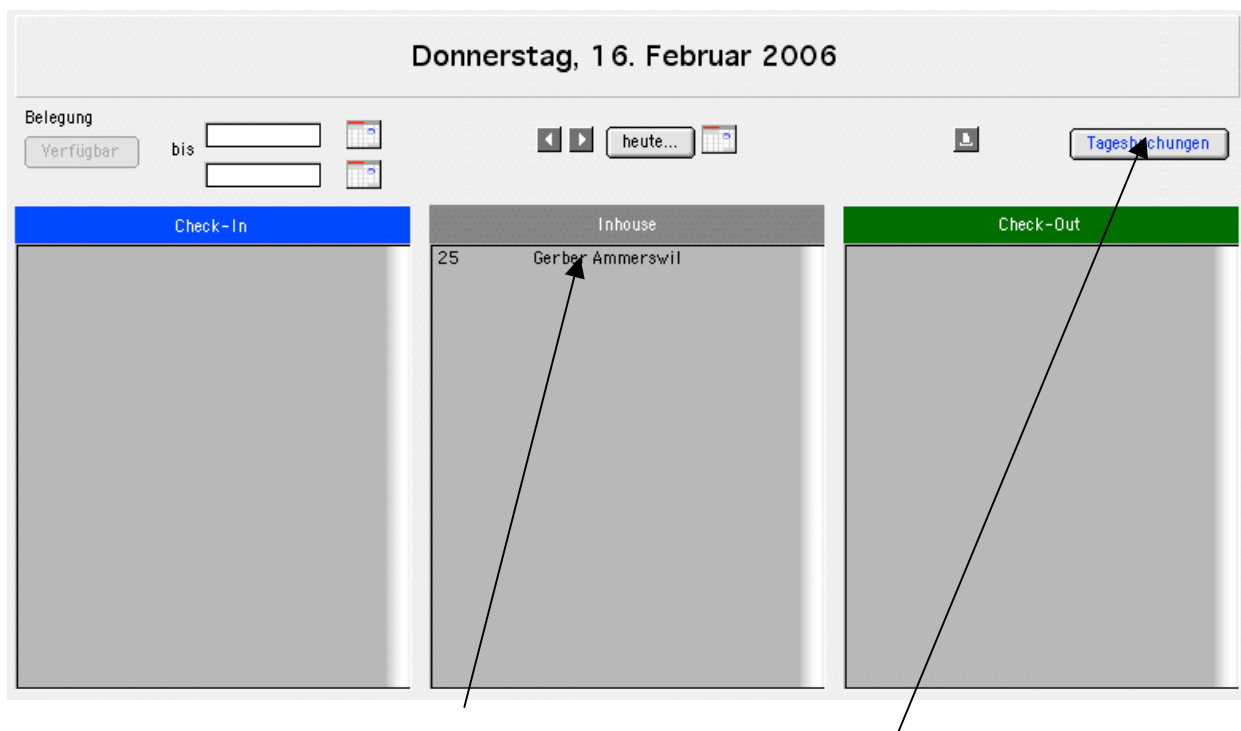 Donnerstag, 16. Februar 2006
Belegung
Verfügbar bis heute... Tagesbuchungen
Check-In Inhouse Check-Out
25 Gerber Ammerswil